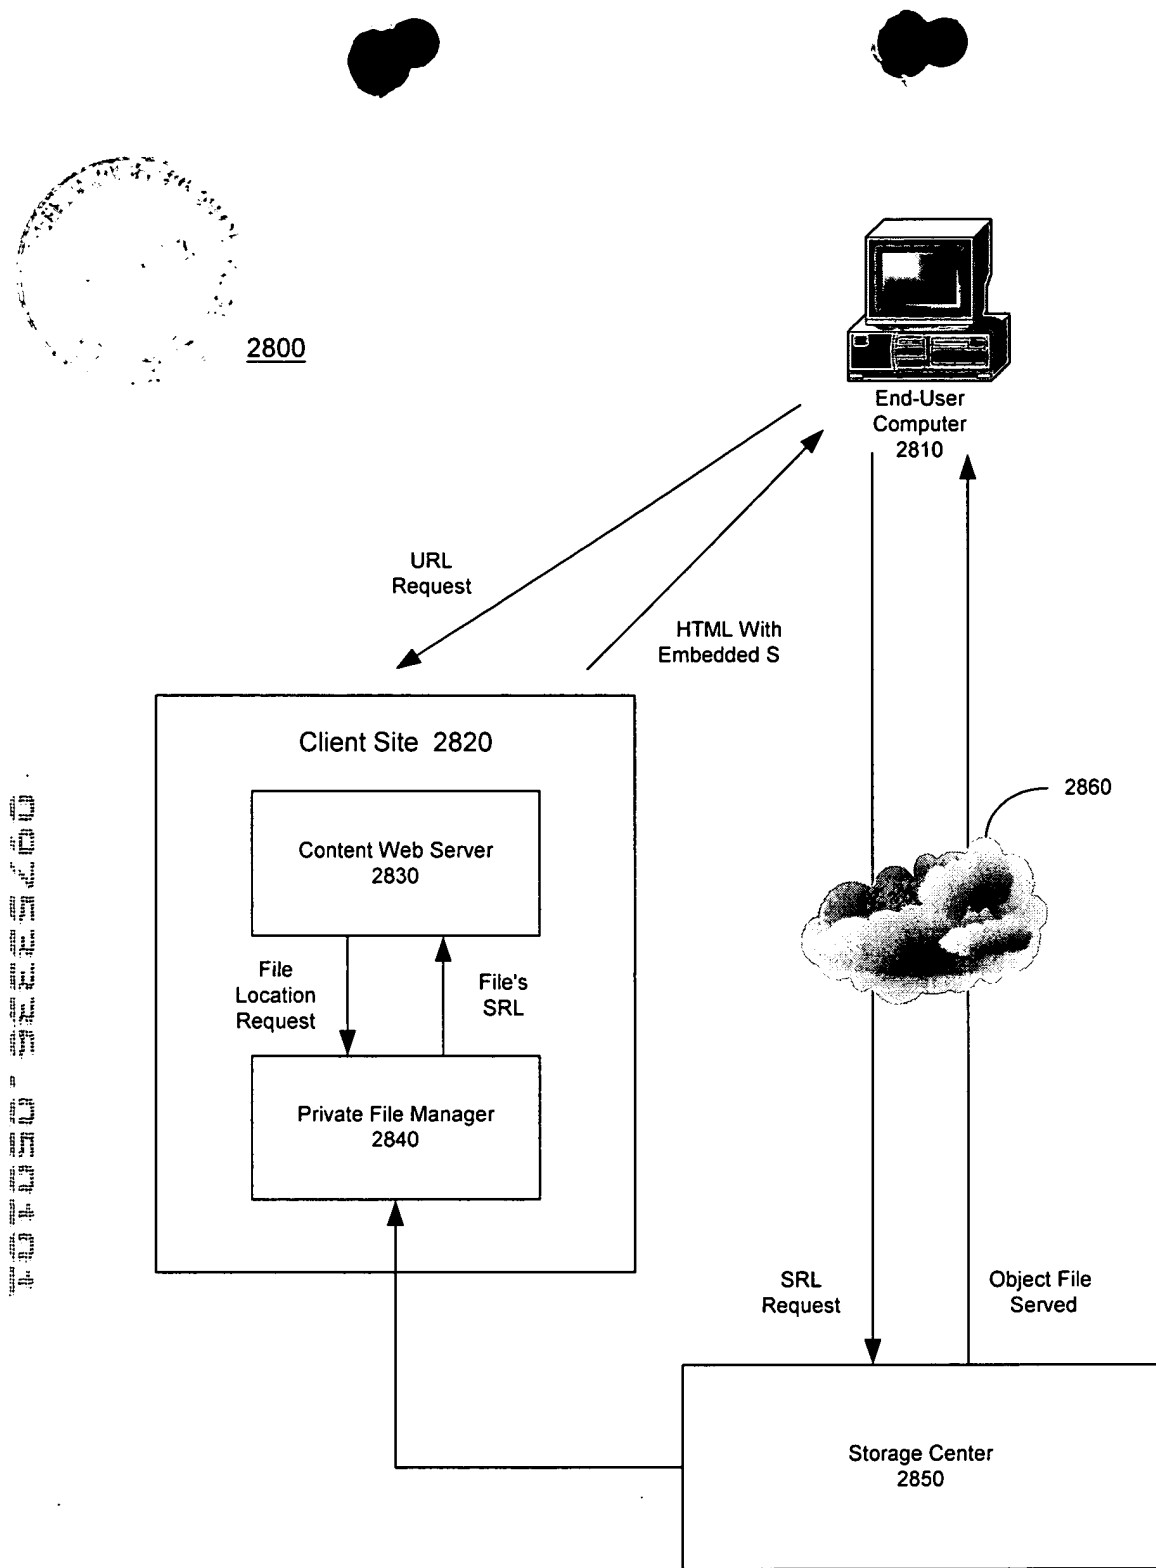 2800
End-User
Computer
2810
URL
Request
HTML With
Embedded S
Client Site 2820
2860
Content Web Server
2830
File
Location
Request
File's
SRL
Private File Manager
2840
SRL
Request
Object File
Served
Storage Center
2850